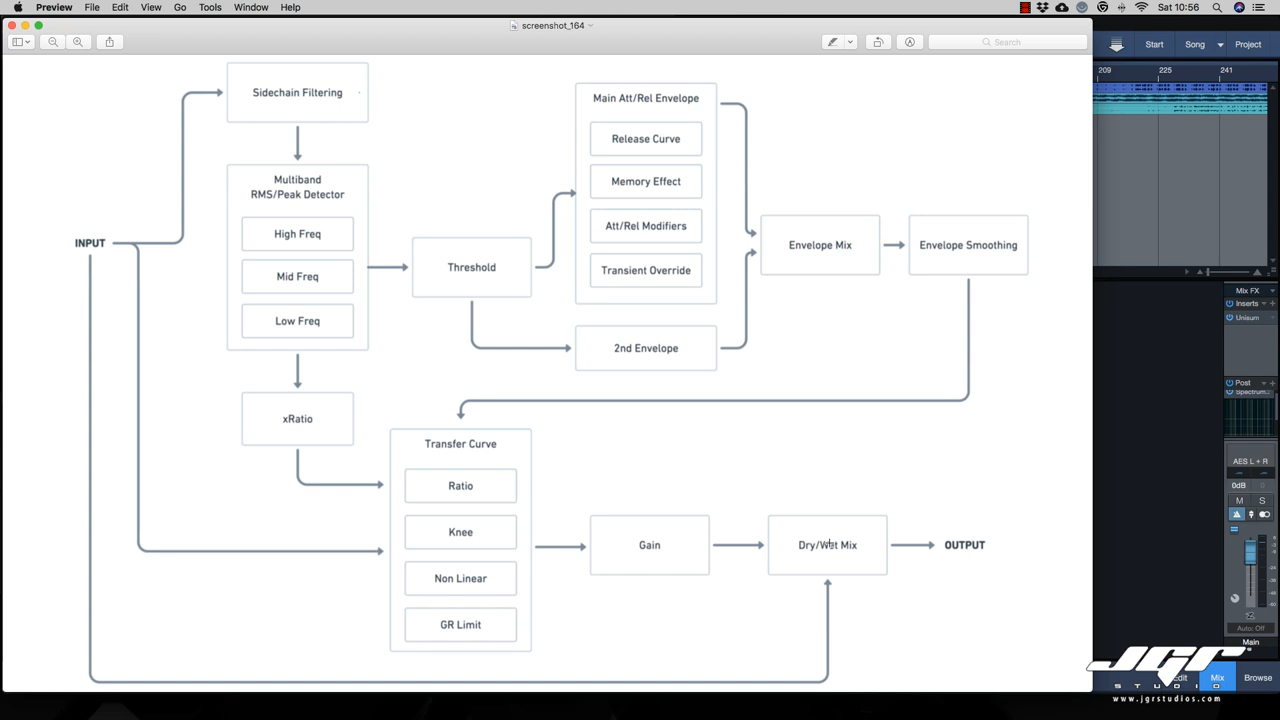 Preview File Edit View Go Tools Window Help
Sat 10:56
screenshot_164
Search
Start Song Project
209 225 241
Sidechain Filtering
Multiband
RMS/Peak Detector
High Freq
Mid Freq
Low Freq
xRatio
INPUT
Threshold
Main Att/Rel Envelope
Release Curve
Memory Effect
Att/Rel Modifiers
Transient Override
2nd Envelope
Envelope Mix
Envelope Smoothing
Transfer Curve
Ratio
Knee
Non Linear
GR Limit
Gain
Dry/Wet Mix
OUTPUT
Mix FX
Inserts
Unisum
Post
Spectrum...
AES L + R
0dB
M S
Auto: Off
Main
Edit Mix Browse
JGR
STUDIO
www.jgrstudios.com